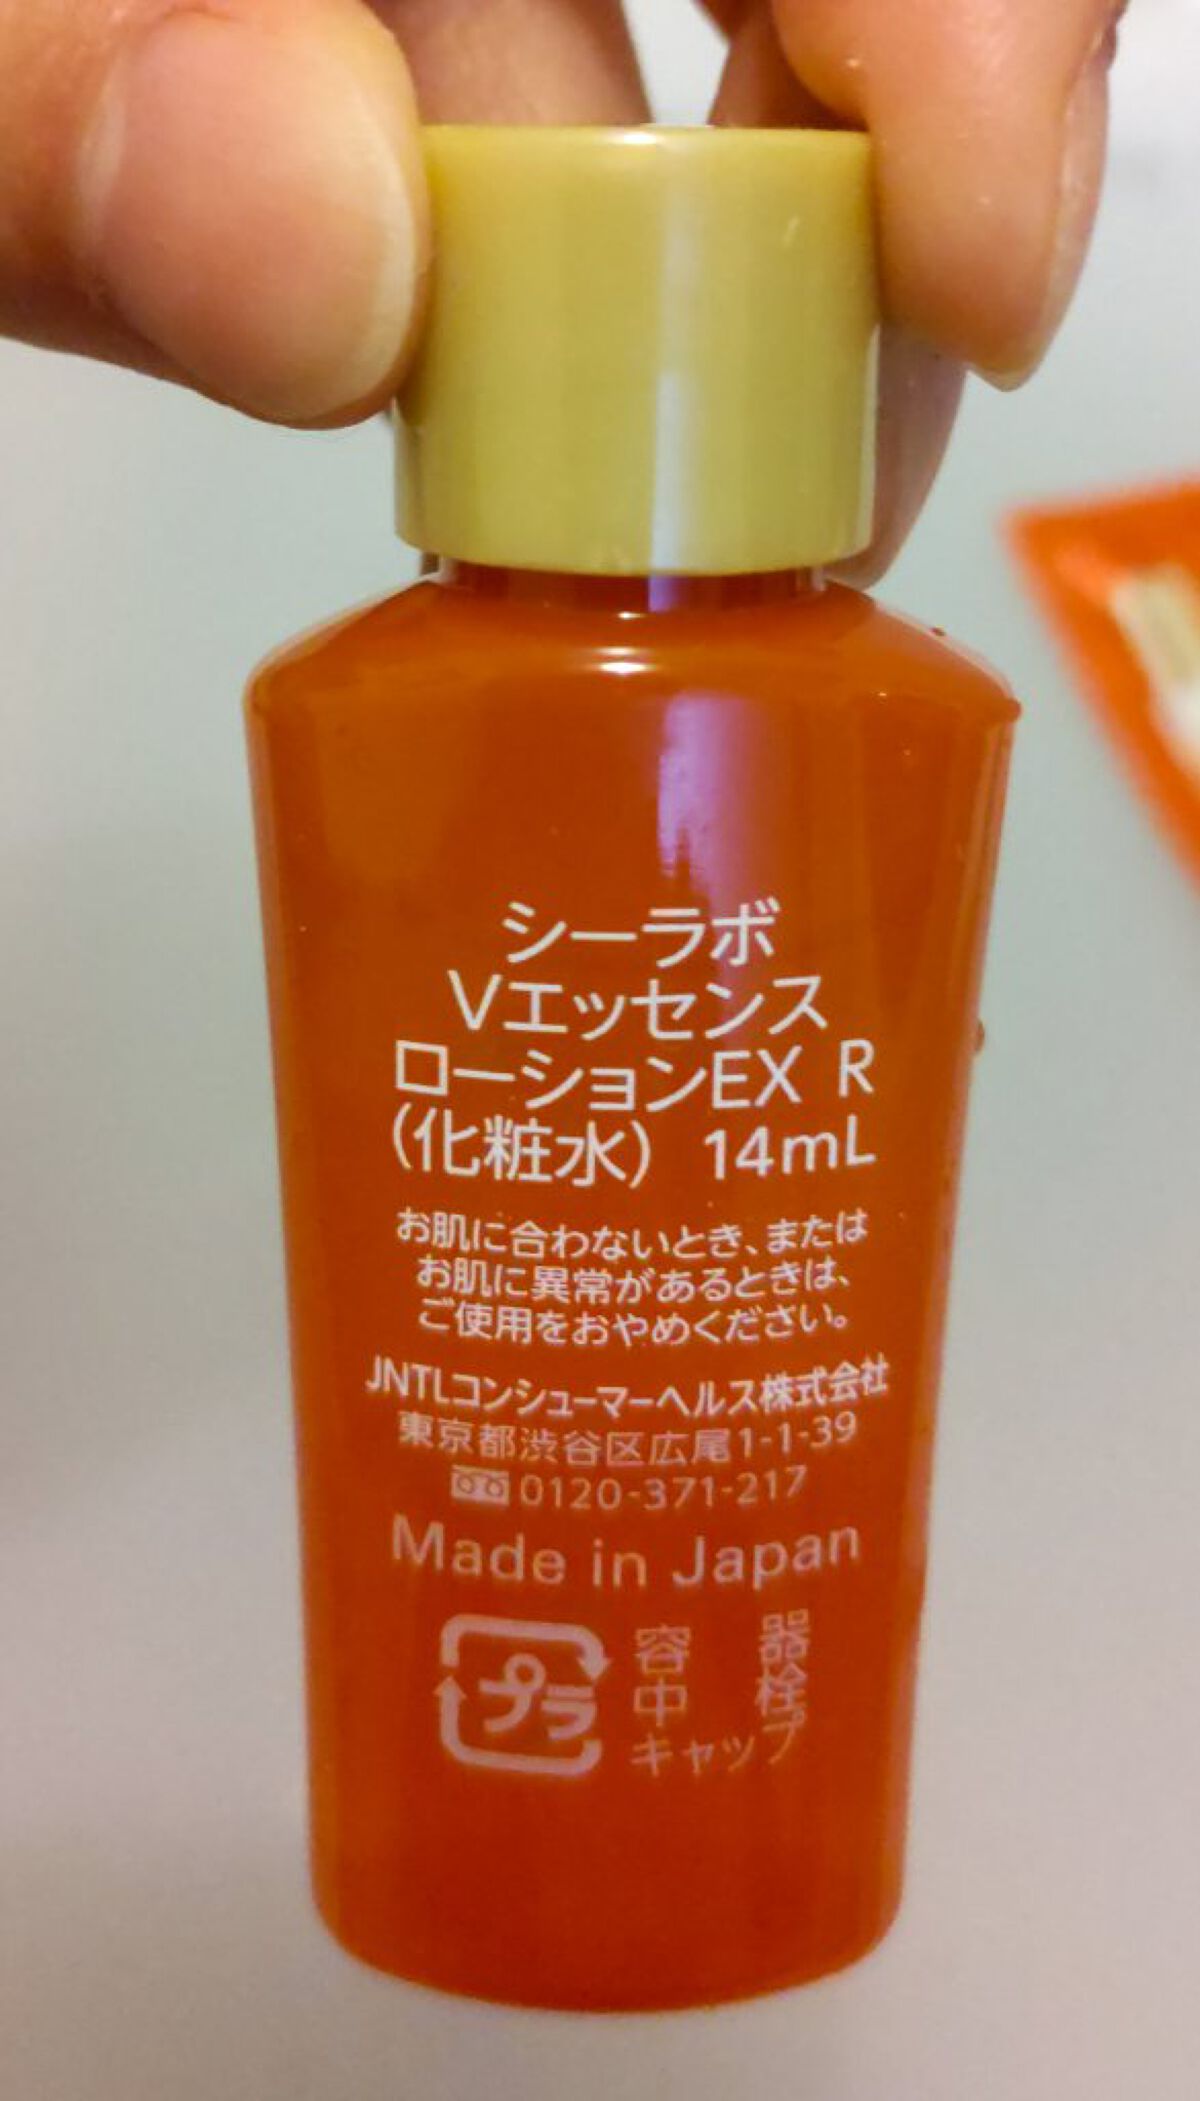 シーラボ
Vエッセンス
ローションEX R
（化粧水） 14mL
お肌に合わないとき、または
お肌に異常があるときは、
ご使用をおやめください。
JNTLコンシューマーヘルス株式会社
東京都渋谷区広尾1-1-39
0120-371-217
Made in Japan
プラ
容器
中栓
キャップ